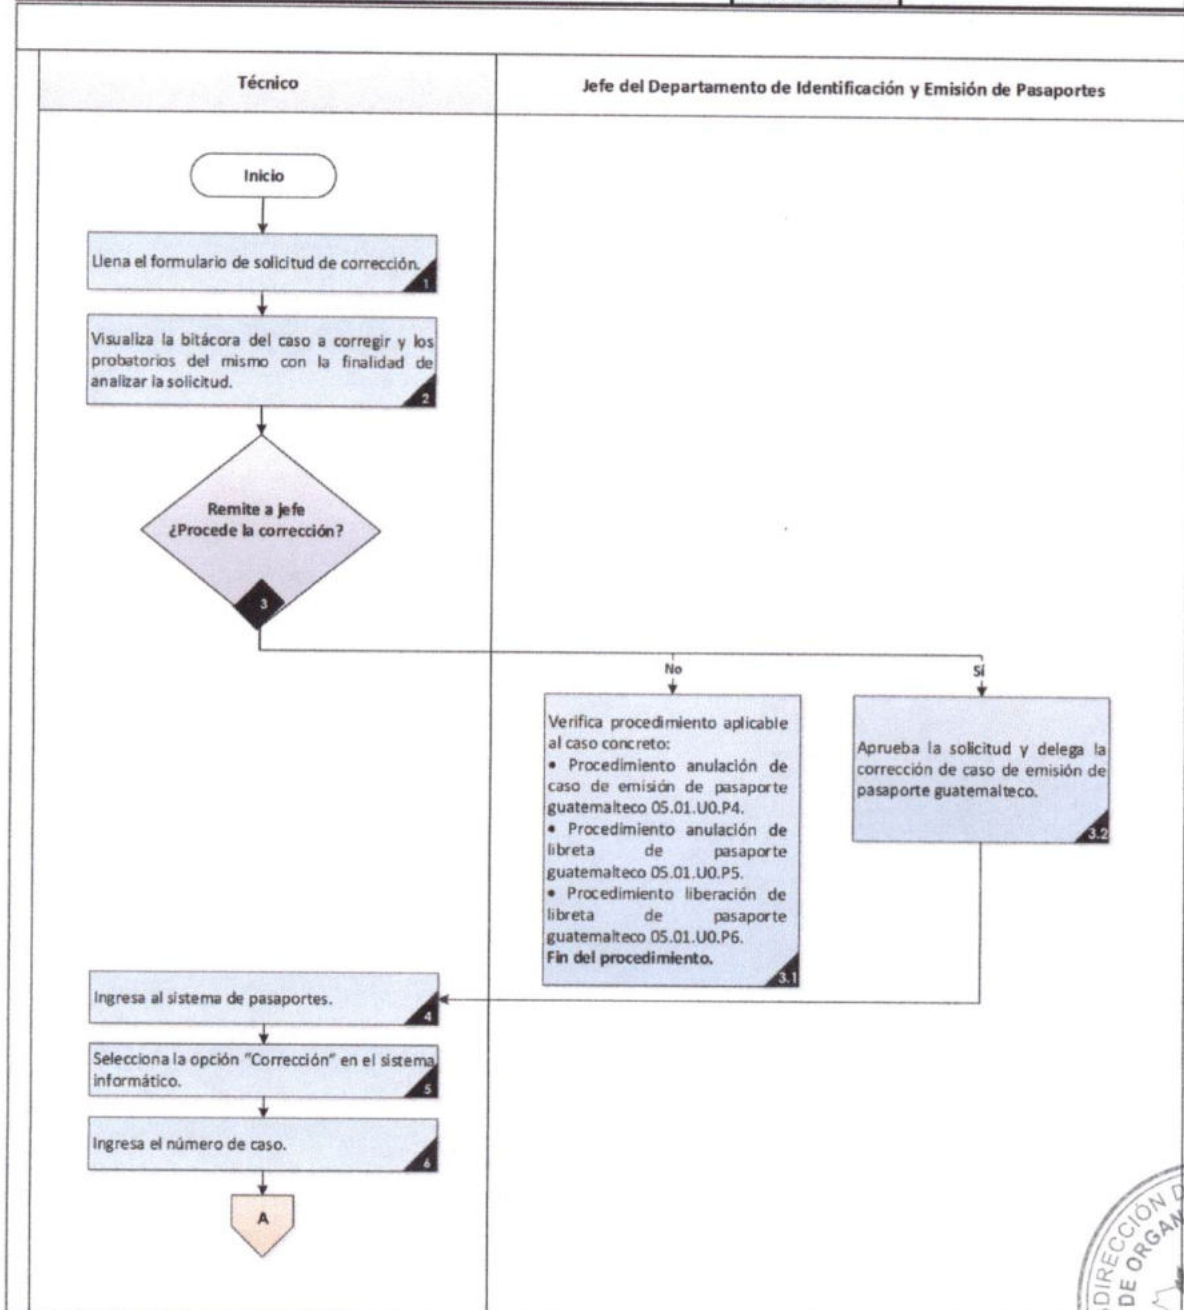 Técnico
Jefe del Departamento de Identificación y Emisión de Pasaportes
Inicio
Llena el formulario de solicitud de corrección.
1
Visualiza la bitácora del caso a corregir y los
probatorios del mismo con la finalidad de
analizar la solicitud.
2
Remite a jefe
¿Procede la corrección?
3
No
Sí
Verifica procedimiento aplicable
al caso concreto:
• Procedimiento anulación de
caso de emisión de pasaporte
guatemalteco 05.01.U0.P4.
• Procedimiento anulación de
libreta de pasaporte
guatemalteco 05.01.U0.P5.
• Procedimiento liberación de
libreta de pasaporte
guatemalteco 05.01.U0.P6.
Fin del procedimiento.
3.1
Aprueba la solicitud y delega la
corrección de caso de emisión de
pasaporte guatemalteco.
3.2
Ingresa al sistema de pasaportes.
4
Selecciona la opción "Corrección" en el sistema
informático.
5
Ingresa el número de caso.
6
A
DIRECCIÓN
DE